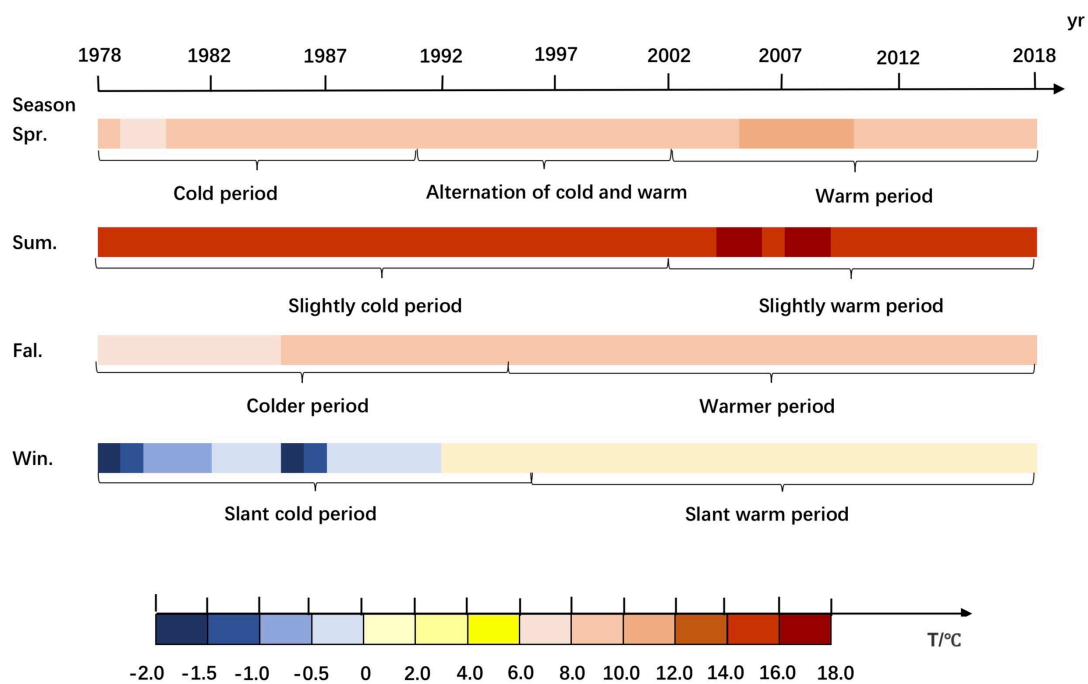 yr
1978 1982 1987 1992 1997 2002 2007 2012 2018
Season
Spr.
Cold period Alternation of cold and warm Warm period
Sum.
Slightly cold period Slightly warm period
Fal.
Colder period Warmer period
Win.
Slant cold period Slant warm period
T/℃
-2.0 -1.5 -1.0 -0.5 0 2.0 4.0 6.0 8.0 10.0 12.0 14.0 16.0 18.0